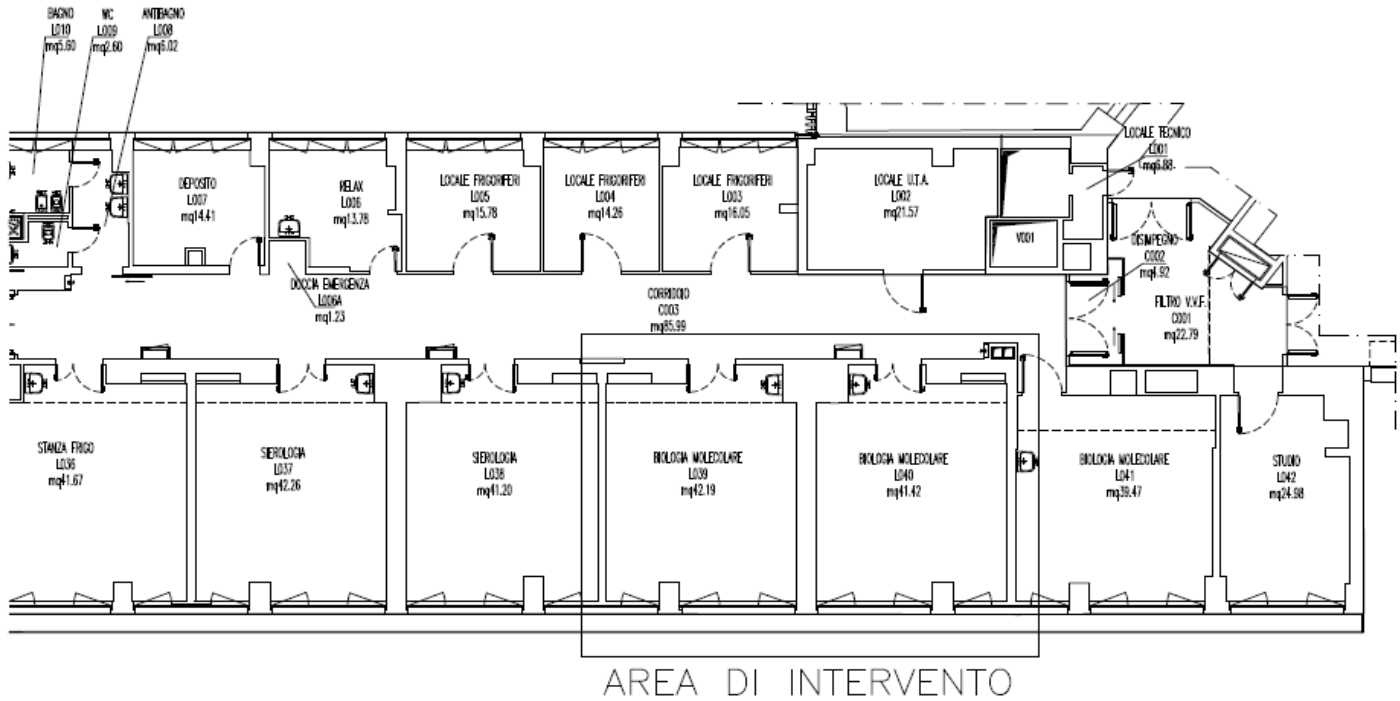 BAGNO
L010
mq5.60
WC
L009
mq2.60
ANTIBAGNO
L008
mq6.02
LOCALE TECNICO
L001
mq6.88
DEPOSITO
L007
mq14.41
RELAX
L006
mq13.78
LOCALE FRIGORIFERI
L005
mq15.78
LOCALE FRIGORIFERI
L004
mq14.26
LOCALE FRIGORIFERI
L003
mq16.05
LOCALE U.T.A.
L002
mq21.57
V001
DISIMPEGNO
C002
mq4.92
DOCCIA EMERGENZA
L006A
mq1.23
CORRIDOIO
C003
mq85.99
FILTRO V.V.F.
C001
mq22.79
STANZA FRIGO
L036
mq41.67
SIEROLOGIA
L037
mq42.26
SIEROLOGIA
L038
mq41.20
BIOLOGIA MOLECOLARE
L039
mq42.19
BIOLOGIA MOLECOLARE
L040
mq41.42
BIOLOGIA MOLECOLARE
L041
mq39.47
STUDIO
L042
mq24.98
AREA DI INTERVENTO